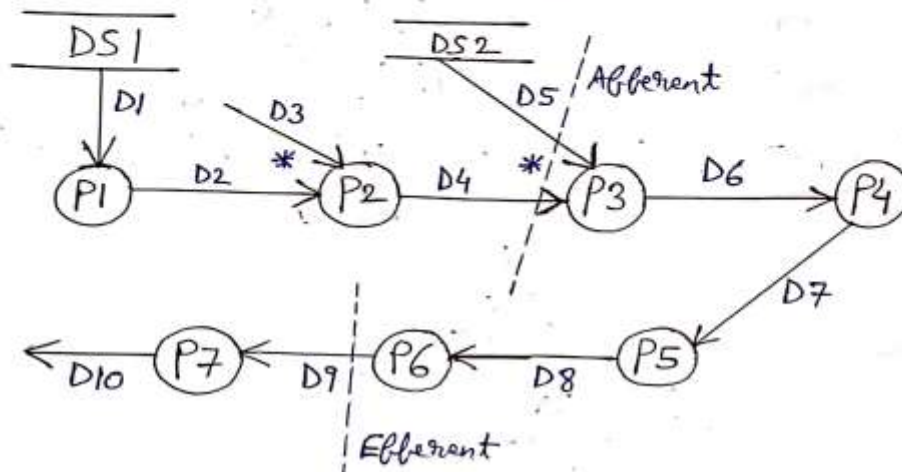 DS1
DS2
D1
D3
D5
Afferent
*
*
P1
D2
P2
D4
P3
D6
P4
D7
D10
P7
D9
P6
D8
P5
Efferent